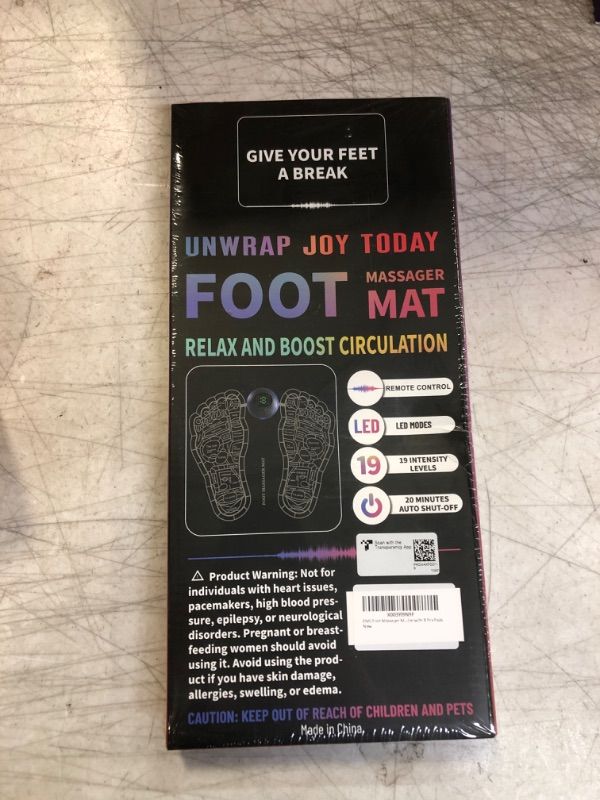 GIVE YOUR FEET
A BREAK
UNWRAP JOY TODAY
FOOT MASSAGER
MAT
RELAX AND BOOST CIRCULATION
REMOTE CONTROL
LED LED MODES
19 19 INTENSITY
LEVELS
20 MINUTES
AUTO SHUT-OFF
Scan with the
Transparency App
⚠ Product Warning: Not for
individuals with heart issues,
pacemakers, high blood pres-
sure, epilepsy, or neurological
disorders. Pregnant or breast-
feeding women should avoid
using it. Avoid using the prod-
uct if you have skin damage,
allergies, swelling, or edema.
CAUTION: KEEP OUT OF REACH OF CHILDREN AND PETS
Made in China